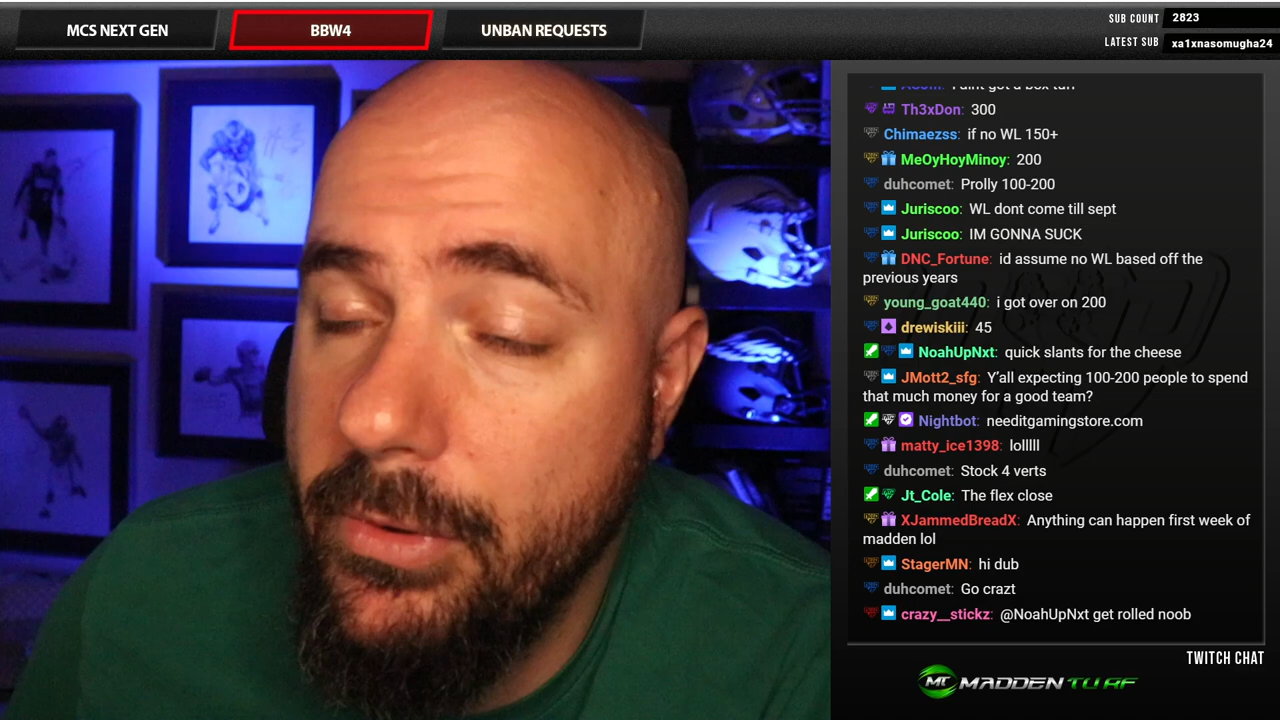 MCS NEXT GEN
BBW4
UNBAN REQUESTS
SUB COUNT 2823
LATEST SUB xa1xnasomugha24
Th3xDon: 300
Chimaezss: if no WL 150+
MeOyHoyMinoy: 200
duhcomet: Prolly 100-200
Juriscoo: WL dont come till sept
Juriscoo: IM GONNA SUCK
DNC_Fortune: id assume no WL based off the
previous years
young_goat440: i got over on 200
drewiskiii: 45
NoahUpNxt: quick slants for the cheese
JMott2_sfg: Y'all expecting 100-200 people to spend
that much money for a good team?
Nightbot: needitgamingstore.com
matty_ice1398: lolllll
duhcomet: Stock 4 verts
Jt_Cole: The flex close
XJammedBreadX: Anything can happen first week of
madden lol
StagerMN: hi dub
duhcomet: Go crazt
crazy__stickz: @NoahUpNxt get rolled noob
TWITCH CHAT
MT MADDEN TURF